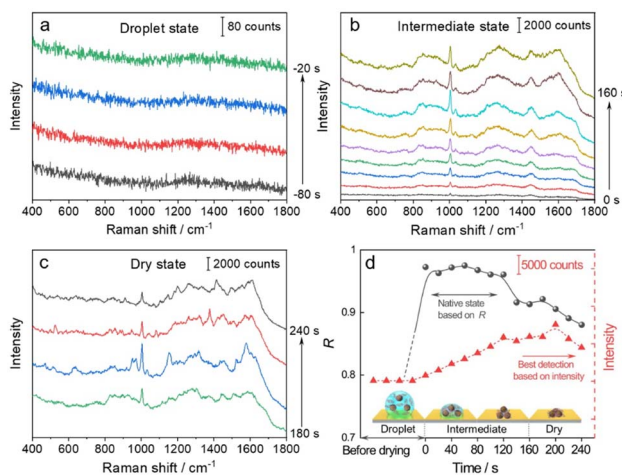 a Droplet state 80 counts
Intensity
-20 s
-80 s
400 600 800 1000 1200 1400 1600 1800
Raman shift / cm⁻¹
b Intermediate state 2000 counts
Intensity
160 s
0 s
400 600 800 1000 1200 1400 1600 1800
Raman shift / cm⁻¹
c Dry state 2000 counts
Intensity
240 s
180 s
400 600 800 1000 1200 1400 1600 1800
Raman shift / cm⁻¹
d 5000 counts
R
1
0.9
0.8
0.7
Native state
based on R
Best detection
based on intensity
Intensity
Droplet Intermediate Dry
Before drying
0 40 80 120 160 200 240
Time / s